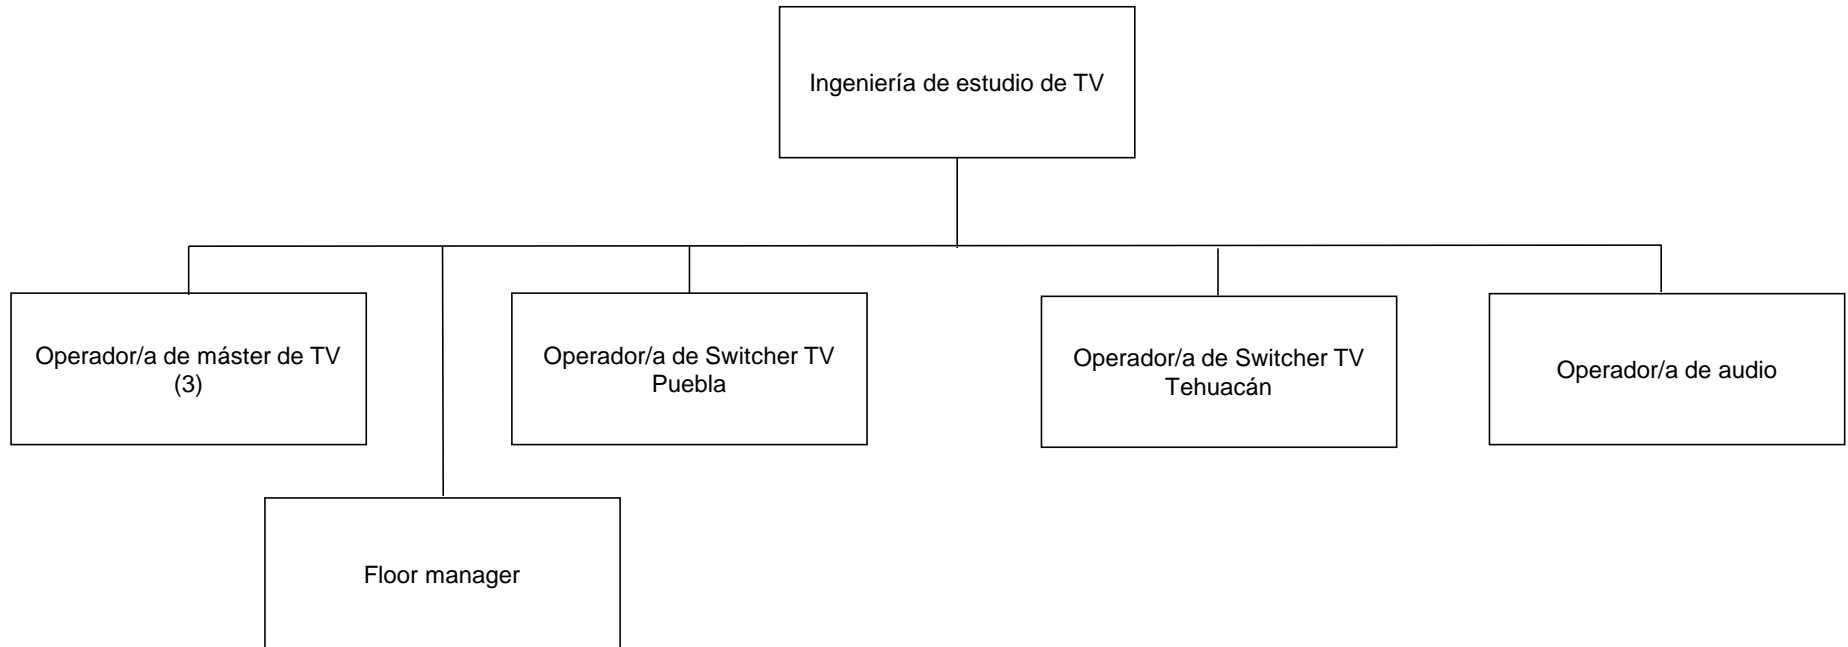 Ingeniería de estudio de TV
Operador/a de máster de TV
(3)
Operador/a de Switcher TV
Puebla
Operador/a de Switcher TV
Tehuacán
Operador/a de audio
Floor manager